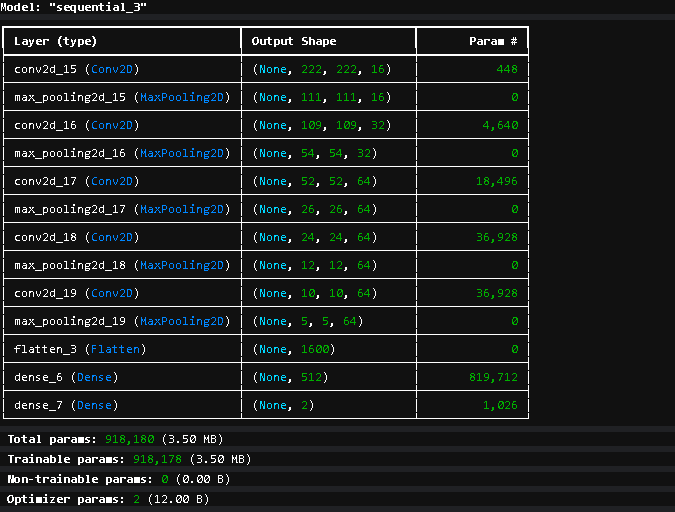 Model: "sequential_3"
Layer (type) Output Shape Param #
conv2d_15 (Conv2D) (None, 222, 222, 16) 448
max_pooling2d_15 (MaxPooling2D) (None, 111, 111, 16) 0
conv2d_16 (Conv2D) (None, 109, 109, 32) 4,640
max_pooling2d_16 (MaxPooling2D) (None, 54, 54, 32) 0
conv2d_17 (Conv2D) (None, 52, 52, 64) 18,496
max_pooling2d_17 (MaxPooling2D) (None, 26, 26, 64) 0
conv2d_18 (Conv2D) (None, 24, 24, 64) 36,928
max_pooling2d_18 (MaxPooling2D) (None, 12, 12, 64) 0
conv2d_19 (Conv2D) (None, 10, 10, 64) 36,928
max_pooling2d_19 (MaxPooling2D) (None, 5, 5, 64) 0
flatten_3 (Flatten) (None, 1600) 0
dense_6 (Dense) (None, 512) 819,712
dense_7 (Dense) (None, 2) 1,026
Total params: 918,180 (3.50 MB)
Trainable params: 918,178 (3.50 MB)
Non-trainable params: 0 (0.00 B)
Optimizer params: 2 (12.00 B)